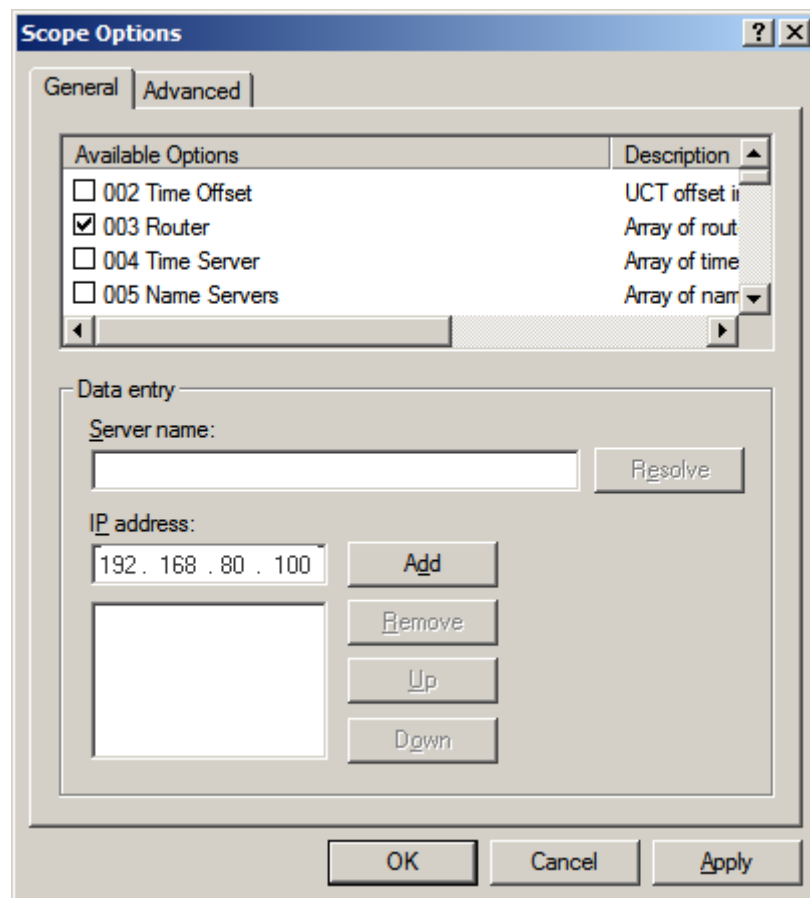 Scope Options
General Advanced
Available Options Description
002 Time Offset UCT offset i
003 Router Array of rout
004 Time Server Array of time
005 Name Servers Array of nam
Data entry
Server name:
Resolve
IP address:
192 . 168 . 80 . 100 Add
Remove
Up
Down
OK Cancel Apply